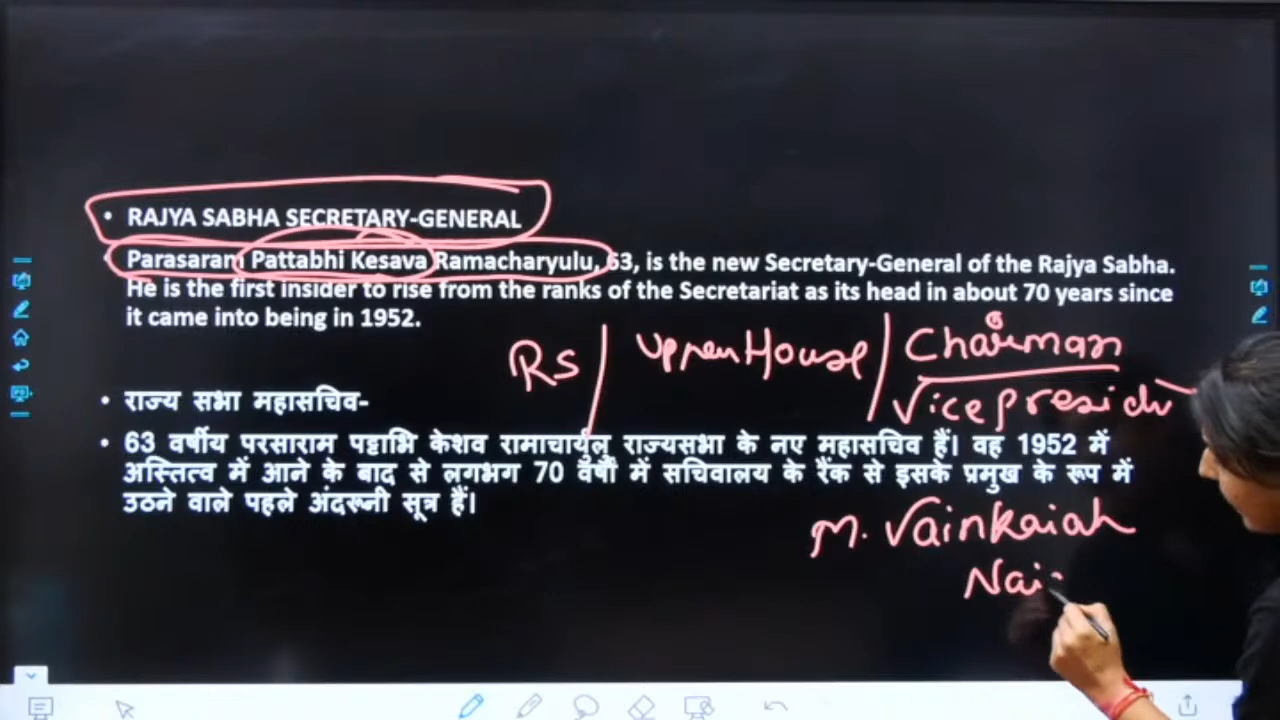 • RAJYA SABHA SECRETARY-GENERAL
• Parasaram Pattabhi Kesava Ramacharyulu, 63, is the new Secretary-General of the Rajya Sabha.
He is the first insider to rise from the ranks of the Secretariat as its head in about 70 years since
it came into being in 1952.
RS / Upper House / Chairman
Vice president
• राज्य सभा महासचिव-
• 63 वर्षीय परसाराम पट्टाभि केशव रामाचार्युलु राज्यसभा के नए महासचिव हैं। वह 1952 में
अस्तित्व में आने के बाद से लगभग 70 वर्षों में सचिवालय के रैंक से इसके प्रमुख के रूप में
उठने वाले पहले अंदरूनी सूत्र हैं।
M. Vainkaiah
Nai